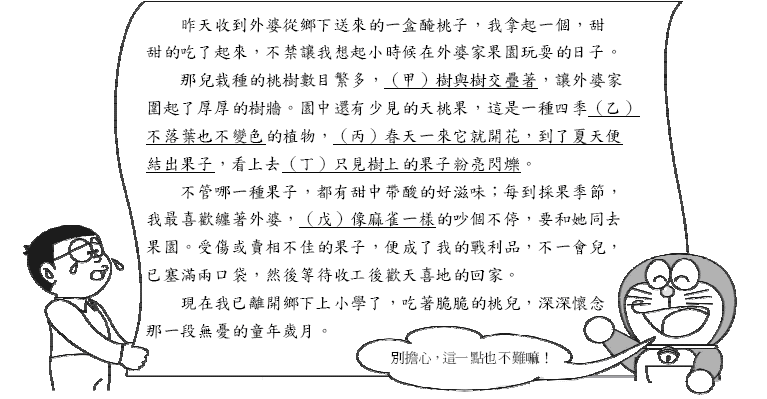 昨天收到外婆從鄉下送來的一盒醃桃子，我拿起一個，甜
甜的吃了起來，不禁讓我想起小時候在外婆家果園玩耍的日子。
那兒栽種的桃樹數目繁多，（甲）樹與樹交疊著，讓外婆家
圍起了厚厚的樹牆。園中還有少見的天桃果，這是一種四季（乙）
不落葉也不變色的植物，（丙）春天一來它就開花，到了夏天便
結出果子，看上去（丁）只見樹上的果子粉亮閃爍。
不管哪一種果子，都有甜中帶酸的好滋味；每到採果季節，
我最喜歡纏著外婆，（戊）像麻雀一樣的吵個不停，要和她同去
果園。受傷或賣相不佳的果子，便成了我的戰利品，不一會兒，
已塞滿兩口袋，然後等待收工後歡天喜地的回家。
現在我已離開鄉下上小學了，吃著脆脆的桃兒，深深懷念
那一段無憂的童年歲月。
別擔心，這一點也不難嘛！